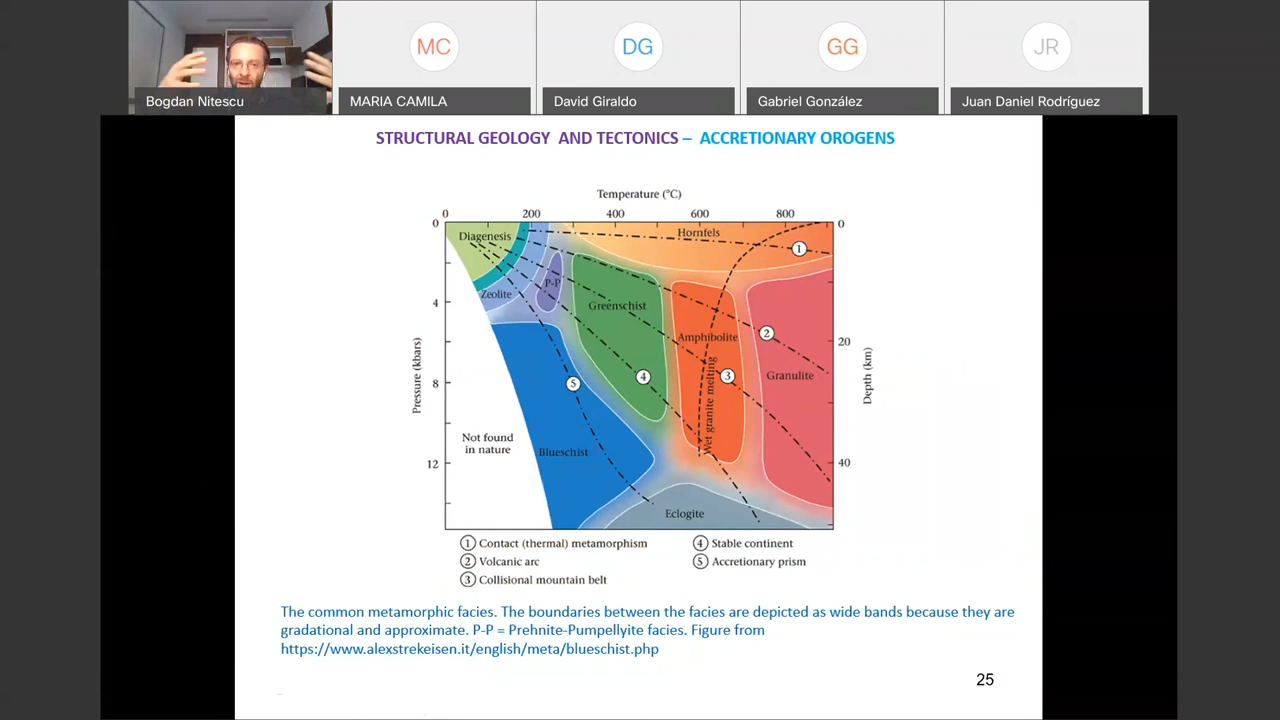 MC
DG
GG
JR
Bogdan Nitescu
MARIA CAMILA
David Giraldo
Gabriel González
Juan Daniel Rodríguez
STRUCTURAL GEOLOGY AND TECTONICS – ACCRETIONARY OROGENS
Temperature (°C)
0 200 400 600 800
0
0
Diagenesis
Hornfels
1
P-P
Zeolite
4
Greenschist
2
Amphibolite
20
Pressure (kbars)
Depth (km)
8
5
4
3
Granulite
Wet granite melting
Not found
in nature
Blueschist
12
40
Eclogite
1 Contact (thermal) metamorphism
2 Volcanic arc
3 Collisional mountain belt
4 Stable continent
5 Accretionary prism
The common metamorphic facies. The boundaries between the facies are depicted as wide bands because they are
gradational and approximate. P-P = Prehnite-Pumpellyite facies. Figure from
https://www.alexstrekeisen.it/english/meta/blueschist.php
25